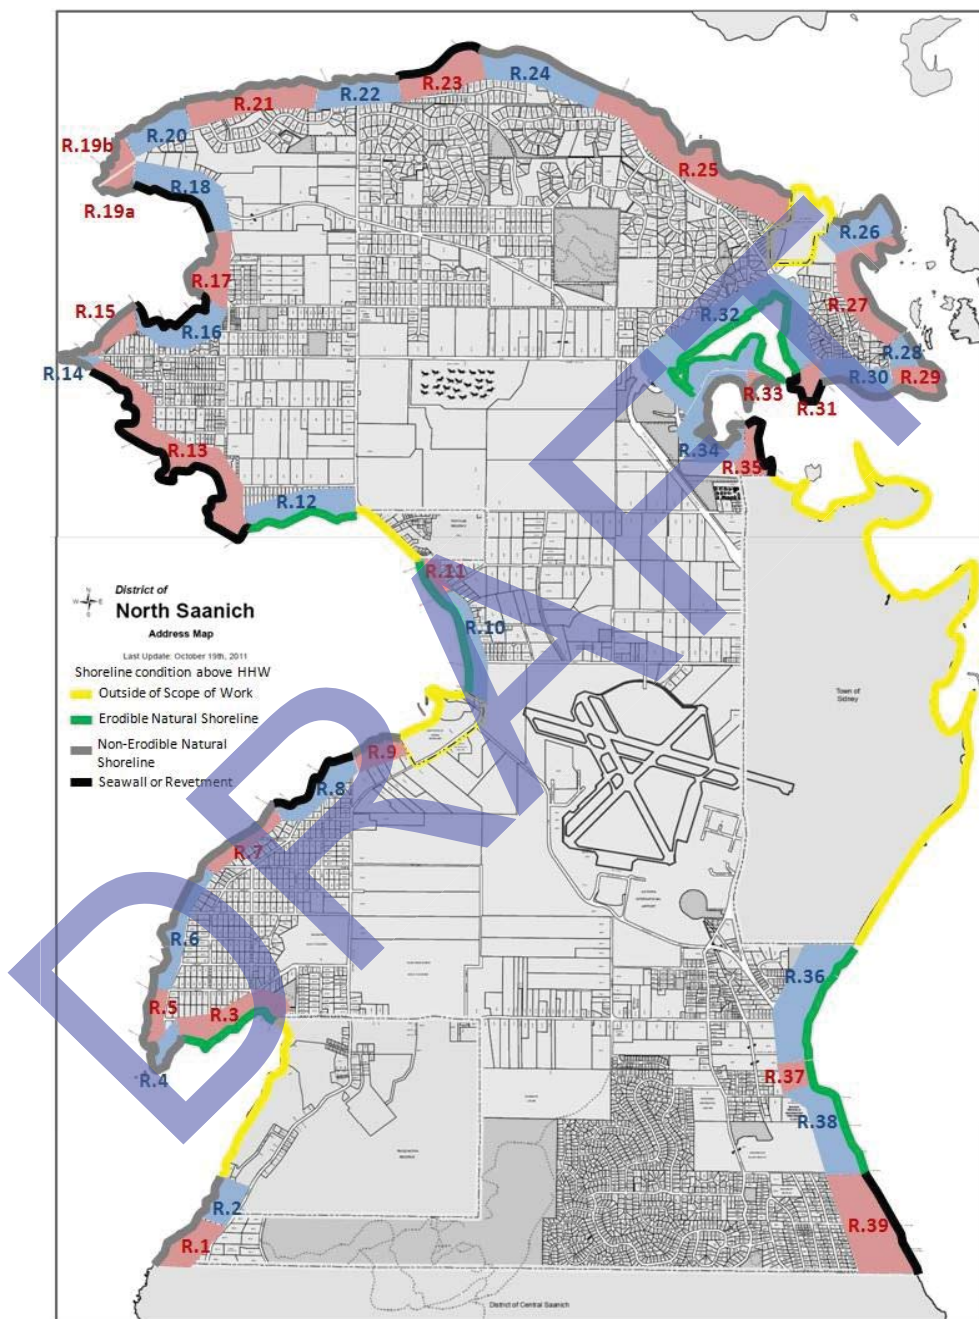 R.23
R.24
R.22
R.21
R.20
R.19b
R.25
R.18
R.19a
R.26
R.17
R.27
R.15
R.32
R.16
R.28
R.14
R.30
R.29
R.33
R.31
R.13
R.34
R.35
R.12
R.11
R.10
N
W E
S
District of
North Saanich
Address Map
Last Update: October 19th, 2011
Shoreline condition above HHW
Outside of Scope of Work
Erodible Natural Shoreline
Non-Erodible Natural
Shoreline
Seawall or Revetment
Town of
Sidney
R.9
R.8
R.7
R.6
VICTORIA
INTERNATIONAL
AIRPORT
R.36
R.5
R.3
R.4
R.37
R.38
R.2
R.1
R.39
District of Central Saanich
DRAFT